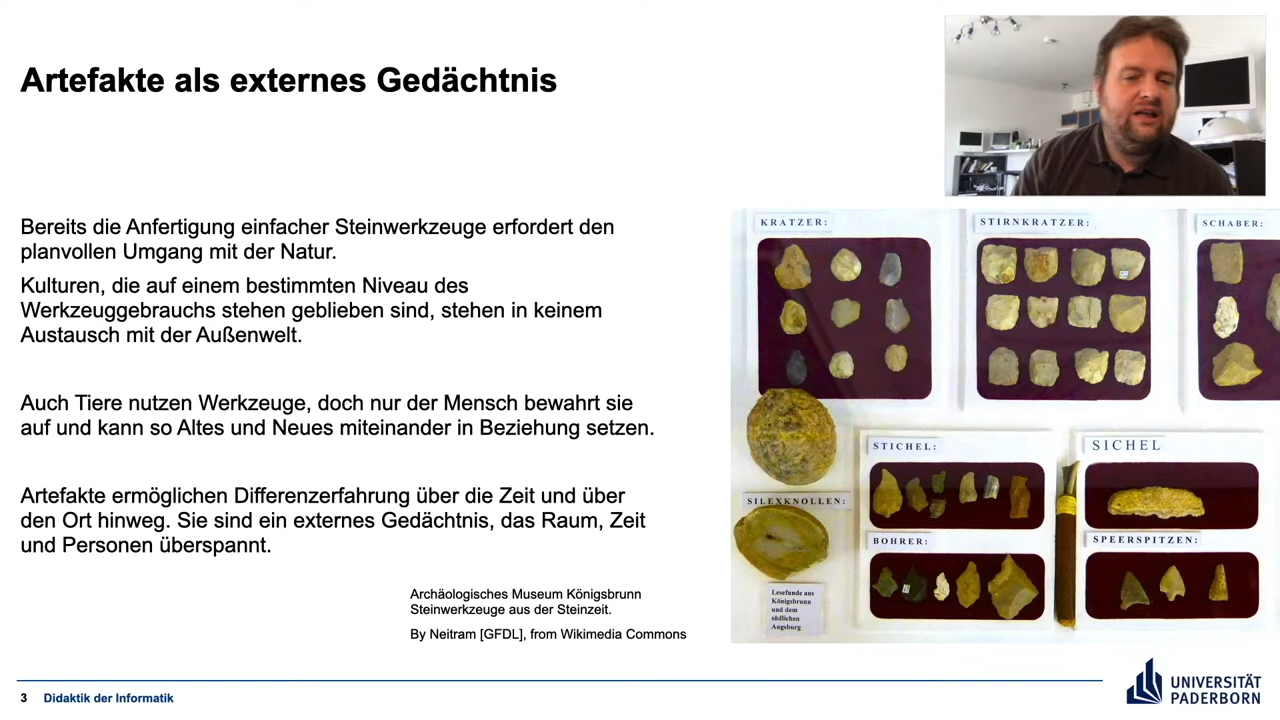 Artefakte als externes Gedächtnis
Bereits die Anfertigung einfacher Steinwerkzeuge erfordert den
planvollen Umgang mit der Natur.
Kulturen, die auf einem bestimmten Niveau des
Werkzeuggebrauchs stehen geblieben sind, stehen in keinem
Austausch mit der Außenwelt.
Auch Tiere nutzen Werkzeuge, doch nur der Mensch bewahrt sie
auf und kann so Altes und Neues miteinander in Beziehung setzen.
Artefakte ermöglichen Differenzerfahrung über die Zeit und über
den Ort hinweg. Sie sind ein externes Gedächtnis, das Raum, Zeit
und Personen überspannt.
Archäologisches Museum Königsbrunn
Steinwerkzeuge aus der Steinzeit.
By Neitram [GFDL], from Wikimedia Commons
KRATZER:
STIRNKRATZER:
SCHABER:
STICHEL:
SICHEL
SILEXKNOLLEN:
BOHRER:
SPEERSPITZEN:
Lesefunde aus
Königsbrunn
und dem
südlichen
Augsburg
3 Didaktik der Informatik
UNIVERSITÄT
PADERBORN